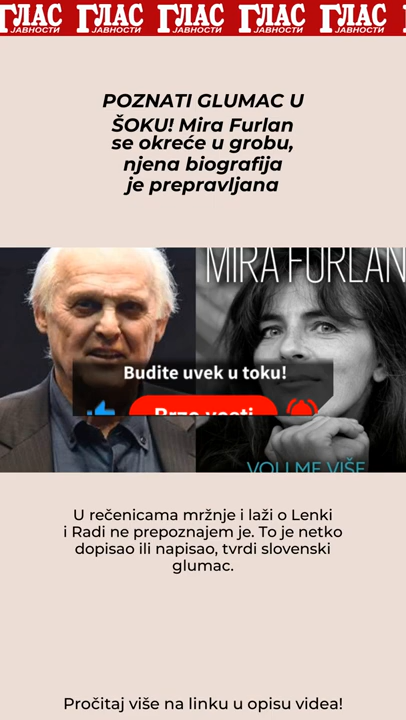 ГЛАС ГЛАС ГЛАС ГЛАС ГЛАС
ЈАВНОСТИ ЈАВНОСТИ ЈАВНОСТИ ЈАВНОСТИ ЈАВНОСТИ
POZNATI GLUMAC U
ŠOKU! Mira Furlan
se okreće u grobu,
njena biografija
je prepravljana
MIRA FURLAN
Budite uvek u toku!
Brze vesti
VOLI ME VIŠE
U rečenicama mržnje i laži o Lenki
i Radi ne prepoznajem je. To je netko
dopisao ili napisao, tvrdi slovenski
glumac.
Pročitaj više na linku u opisu videa!